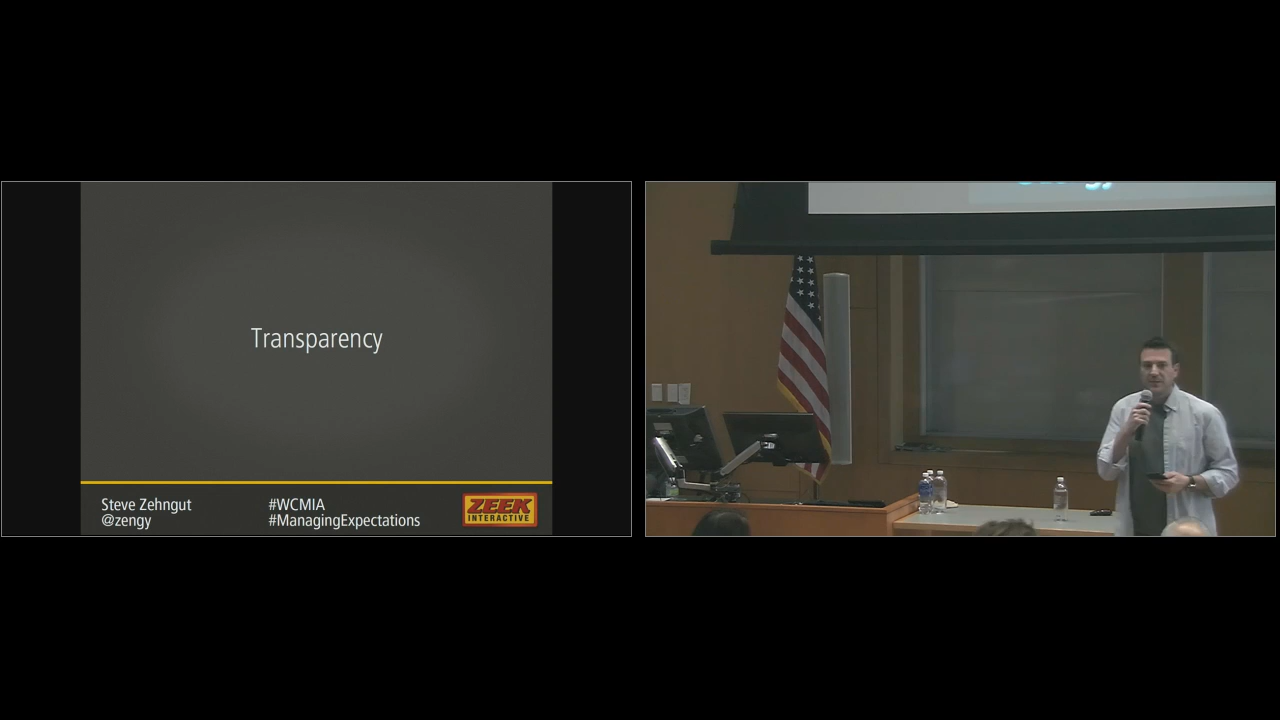 Transparency
Steve Zehngut
@zengy
#WCMIA
#ManagingExpectations
ZEEK
INTERACTIVE